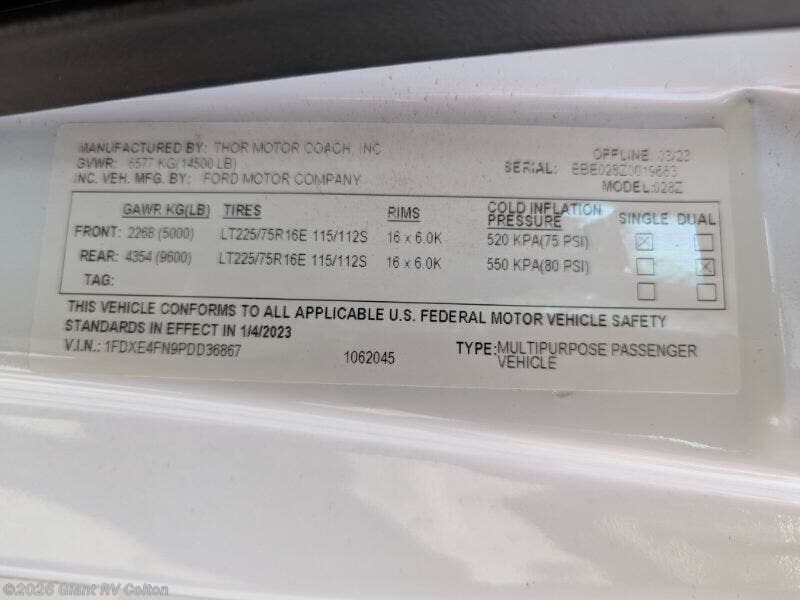 MANUFACTURED BY: THOR MOTOR COACH, INC
GVWR: 6577 KG(14500 LB)
INC. VEH. MFG. BY: FORD MOTOR COMPANY
OFFLINE: 03/23
SERIAL:
MODEL:028Z
GAWR KG(LB) TIRES RIMS COLD INFLATION PRESSURE SINGLE DUAL
FRONT: 2268 (5000) LT225/75R16E 115/112S 16 x 6.0K 520 KPA(75 PSI)
REAR: 4354 (9600) LT225/75R16E 115/112S 16 x 6.0K 550 KPA(80 PSI)
TAG:
THIS VEHICLE CONFORMS TO ALL APPLICABLE U.S. FEDERAL MOTOR VEHICLE SAFETY
STANDARDS IN EFFECT IN 1/4/2023
V.I.N.: 1FDXE4FN9PDD36867 1062045 TYPE: MULTIPURPOSE PASSENGER
VEHICLE
©2026 Giant RV Colton